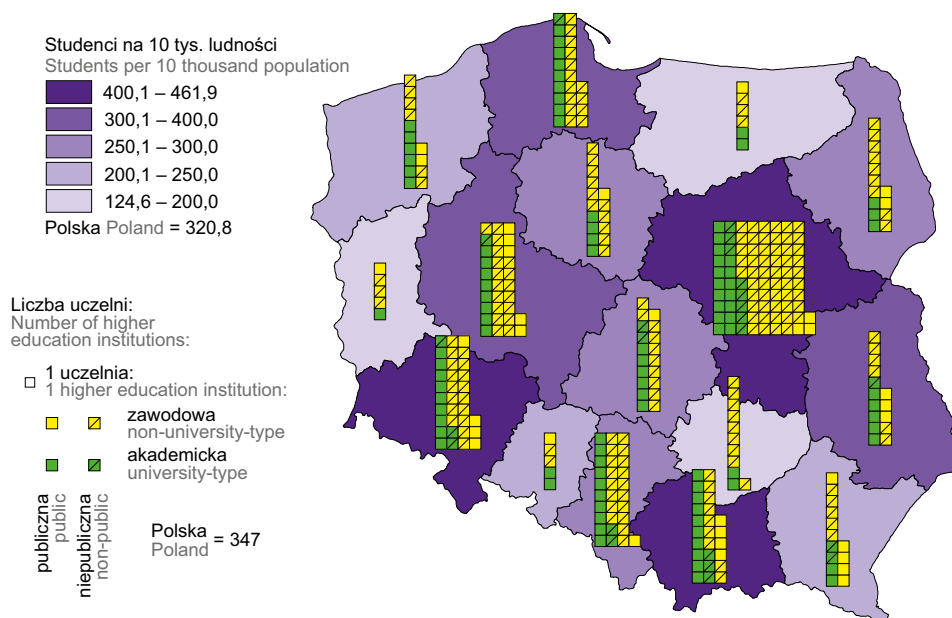 Studenci na 10 tys. ludności
Students per 10 thousand population
400,1 – 461,9
300,1 – 400,0
250,1 – 300,0
200,1 – 250,0
124,6 – 200,0
Polska Poland = 320,8
Liczba uczelni:
Number of higher
education institutions:
1 uczelnia:
1 higher education institution:
zawodowa
non-university-type
akademicka
university-type
publiczna
public
niepubliczna
non-public
Polska
Poland
= 347